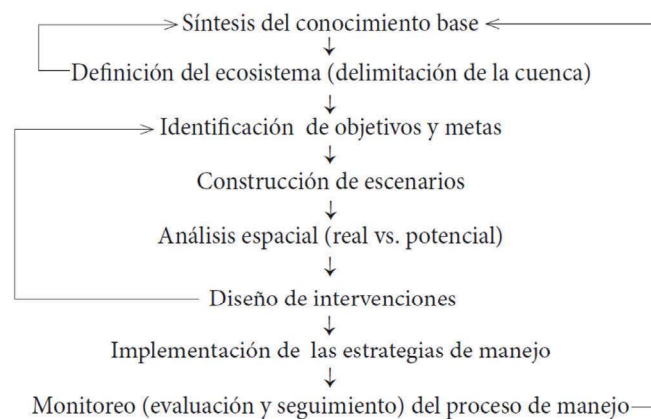 Síntesis del conocimiento base
Definición del ecosistema (delimitación de la cuenca)
Identificación de objetivos y metas
Construcción de escenarios
Análisis espacial (real vs. potencial)
Diseño de intervenciones
Implementación de las estrategias de manejo
Monitoreo (evaluación y seguimiento) del proceso de manejo